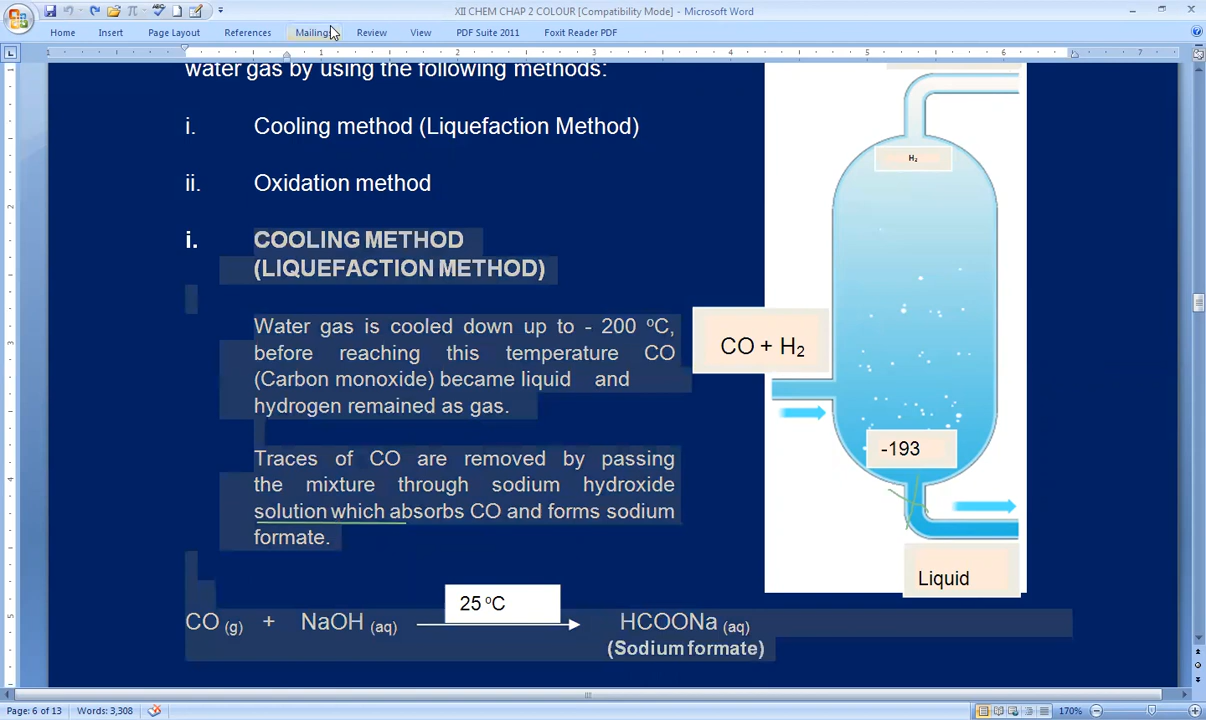 XII CHEM CHAP 2 COLOUR [Compatibility Mode] - Microsoft Word
Home Insert Page Layout References Mailings Review View PDF Suite 2011 Foxit Reader PDF
water gas by using the following methods:
i. Cooling method (Liquefaction Method)
ii. Oxidation method
i. COOLING METHOD
(LIQUEFACTION METHOD)
Water gas is cooled down up to - 200 ºC,
before reaching this temperature CO
(Carbon monoxide) became liquid and
hydrogen remained as gas.
Traces of CO are removed by passing
the mixture through sodium hydroxide
solution which absorbs CO and forms sodium
formate.
H₂
CO + H₂
-193
Liquid
25 ºC
CO (g) + NaOH (aq) HCOONa (aq)
(Sodium formate)
Page: 6 of 13 Words: 3,308 170%